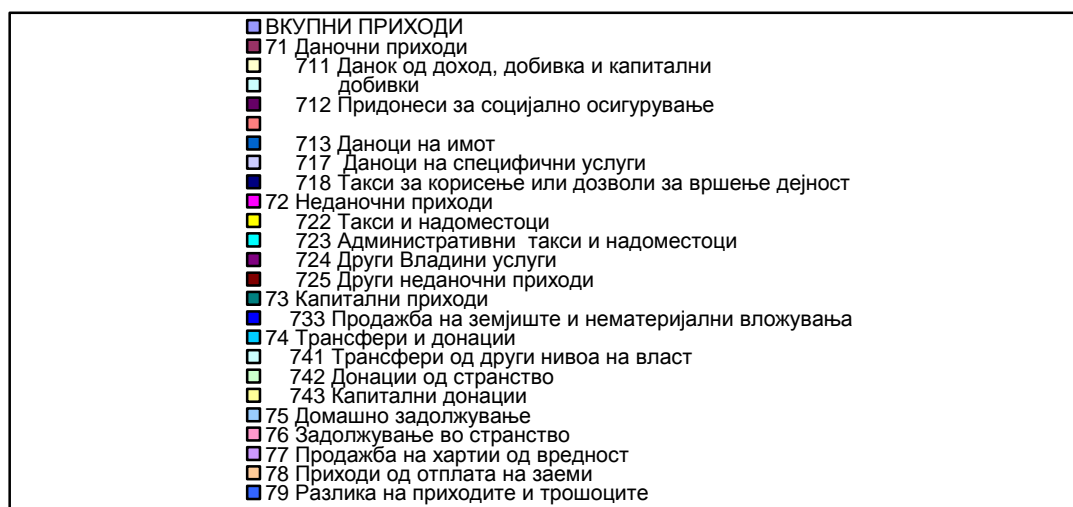 ВКУПНИ ПРИХОДИ
71 Даночни приходи
711 Данок од доход, добивка и капитални
добивки
712 Придонеси за социјално осигурување
713 Даноци на имот
717 Даноци на специфични услуги
718 Такси за корисење или дозволи за вршење дејност
72 Неданочни приходи
722 Такси и надоместоци
723 Административни такси и надоместоци
724 Други Владини услуги
725 Други неданочни приходи
73 Капитални приходи
733 Продажба на земјиште и нематеријални вложувања
74 Трансфери и донации
741 Трансфери од други нивоа на власт
742 Донации од странство
743 Капитални донации
75 Домашно задолжување
76 Задолжување во странство
77 Продажба на хартии од вредност
78 Приходи од отплата на заеми
79 Разлика на приходите и трошоците